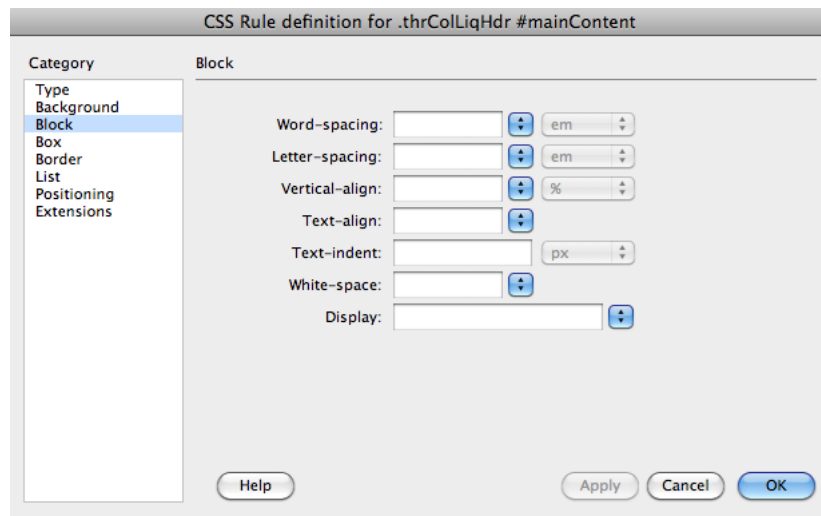 CSS Rule definition for .thrColLiqHdr #mainContent
Category
Block
Type
Background
Block
Box
Border
List
Positioning
Extensions
Word-spacing: em
Letter-spacing: em
Vertical-align: %
Text-align:
Text-indent: px
White-space:
Display:
Help Apply Cancel OK